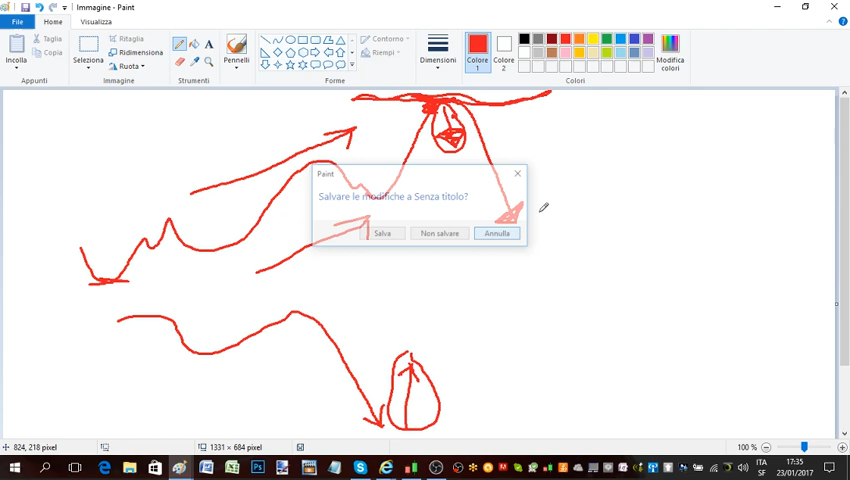 Immagine - Paint
File
Home
Visualizza
Incolla
Taglia
Copia
Appunti
Seleziona
Ritaglia
Ridimensiona
Ruota
Immagine
A
Strumenti
Pennelli
Contorno
Riempi
Forme
Dimensioni
Colore 1
Colore 2
Modifica colori
Colori
Paint
Salvare le modifiche a Senza titolo?
Salva
Non salvare
Annulla
824, 218 pixel
1331 × 684 pixel
100 %
ITA
SF
17:35
23/01/2017